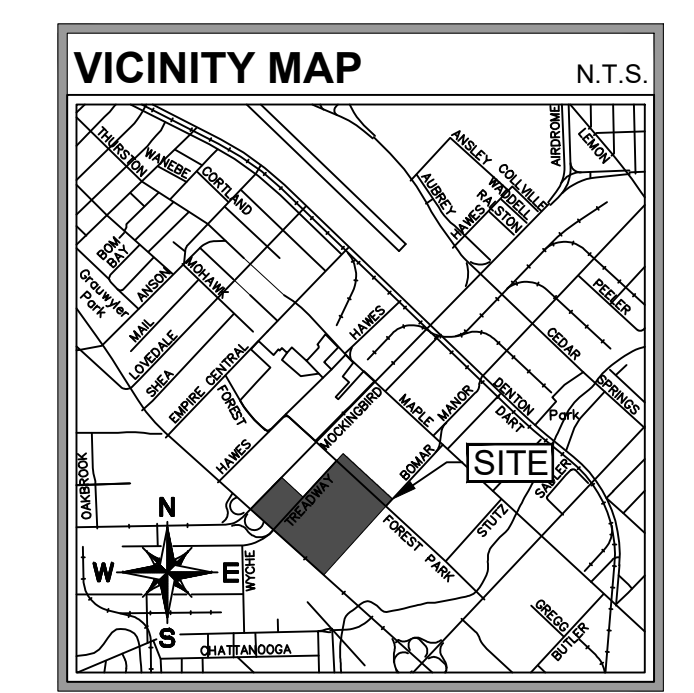 VICINITY MAP
N.T.S.
THURSTON
WANEBE
CORTLAND
ANSLEY
COLLVILLE
WADDELL
RALSTON
AUBREY
HAWES
AIRDROME
LEMON
BOM
BAY
ANSON
MOHAWK
Grauwyler
Park
MAIL
LOVEDALE
SHEA
EMPIRE CENTRAL
FOREST
HAWES
HAWES
MOCKINGBIRD
MAPLE
MANOR
DENTON
DART
CEDAR
SPRINGS
PEELER
Park
BOMAR
SITE
SADLER
TREADWAY
STUTZ
FOREST PARK
OAKBROOK
N
W
E
S
WYCHE
CHATTANOOGA
GREGG
BUTLER